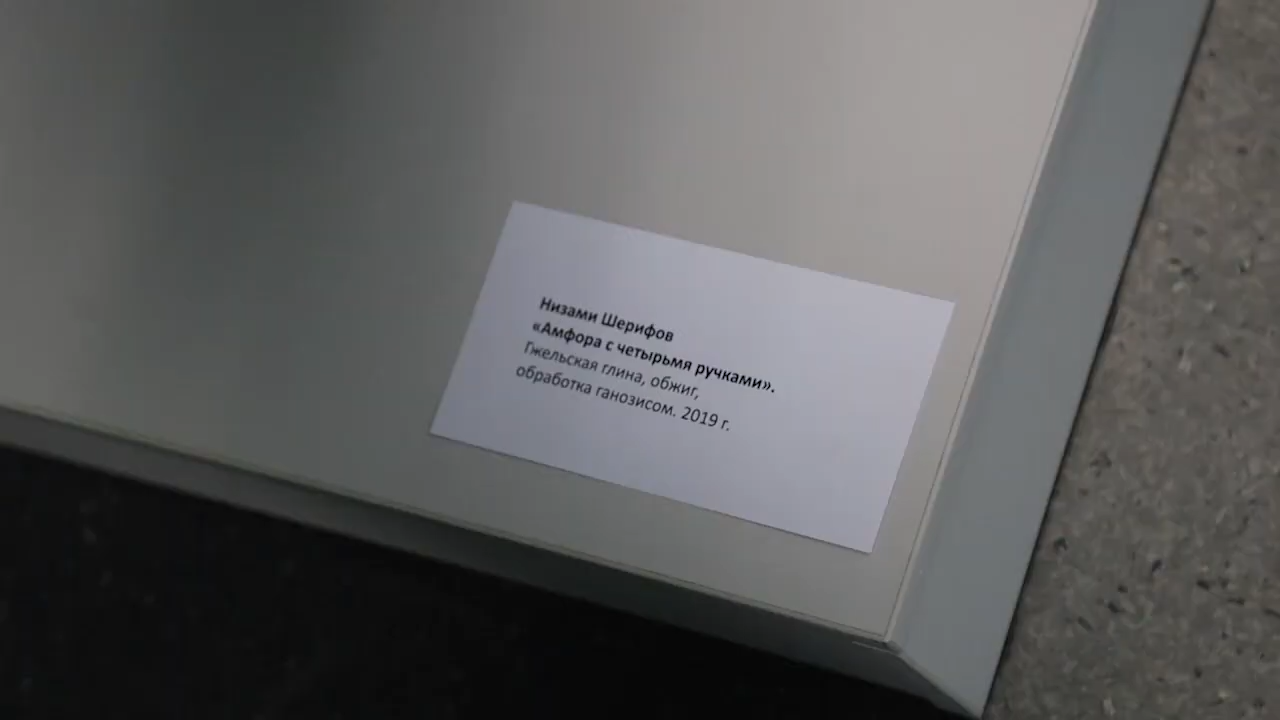 Низами Шерифов
«Амфора с четырьмя ручками».
Гжельская глина, обжиг,
обработка ганозисом. 2019 г.